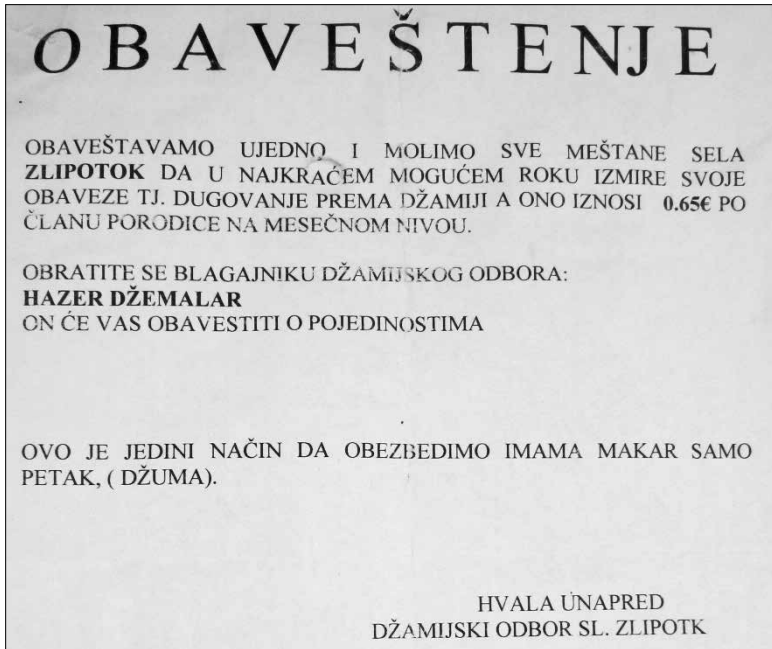 OBAVEŠTENJE
OBAVEŠTAVAMO UJEDNO I MOLIMO SVE MEŠTANE SELA
ZLIPOTOK DA U NAJKRAĆEM MOGUĆEM ROKU IZMIRE SVOJE
OBAVEZE TJ. DUGOVANJE PREMA DŽAMIJI A ONO IZNOSI 0.65€ PO
ČLANU PORODICE NA MESEČNOM NIVOU.
OBRATITE SE BLAGAJNIKU DŽAMIJSKOG ODBORA:
HAZER DŽEMALAR
ON ĆE VAS OBAVESTITI O POJEDINOSTIMA
OVO JE JEDINI NAČIN DA OBEZBEDIMO IMAMA MAKAR SAMO
PETAK, ( DŽUMA).
HVALA UNAPRED
DŽAMIJSKI ODBOR SL. ZLIPOTK